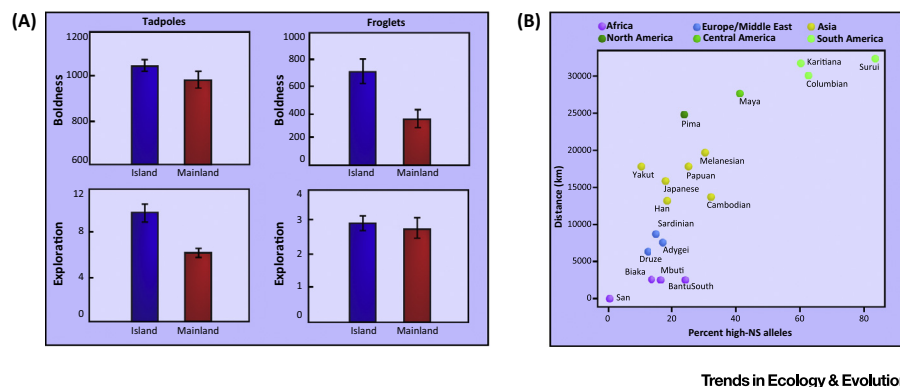 (A)
Tadpoles
Froglets
Boldness
1200
1000
800
600
Island
Mainland
Boldness
1000
800
600
400
200
0
Island
Mainland
Exploration
12
8
4
0
Island
Mainland
Exploration
4
3
2
1
0
Island
Mainland
(B)
Africa
Europe/Middle East
Asia
North America
Central America
South America
Distance (km)
30000
25000
20000
15000
10000
5000
0
Karitiana
Surui
Columbian
Maya
Pima
Melanesian
Yakut
Papuan
Japanese
Han
Cambodian
Sardinian
Adygei
Druze
Biaka
Mbuti
BantuSouth
San
0
20
40
60
80
Percent high-NS alleles
Trends in Ecology & Evolution